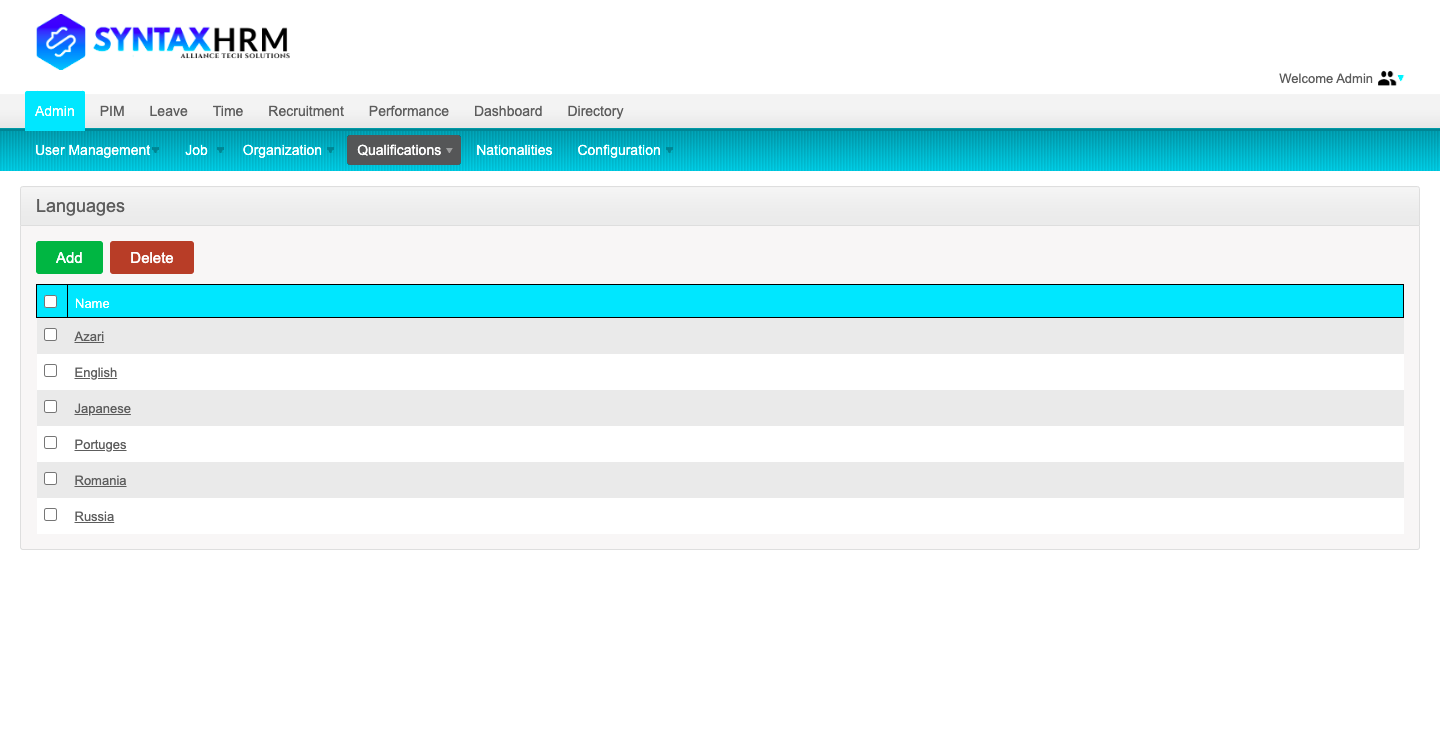 SYNTAXHRM
ALLIANCE TECH SOLUTIONS
Welcome Admin
Admin PIM Leave Time Recruitment Performance Dashboard Directory
User Management Job Organization Qualifications Nationalities Configuration
Languages
Add Delete
Name
Azari
English
Japanese
Portuges
Romania
Russia